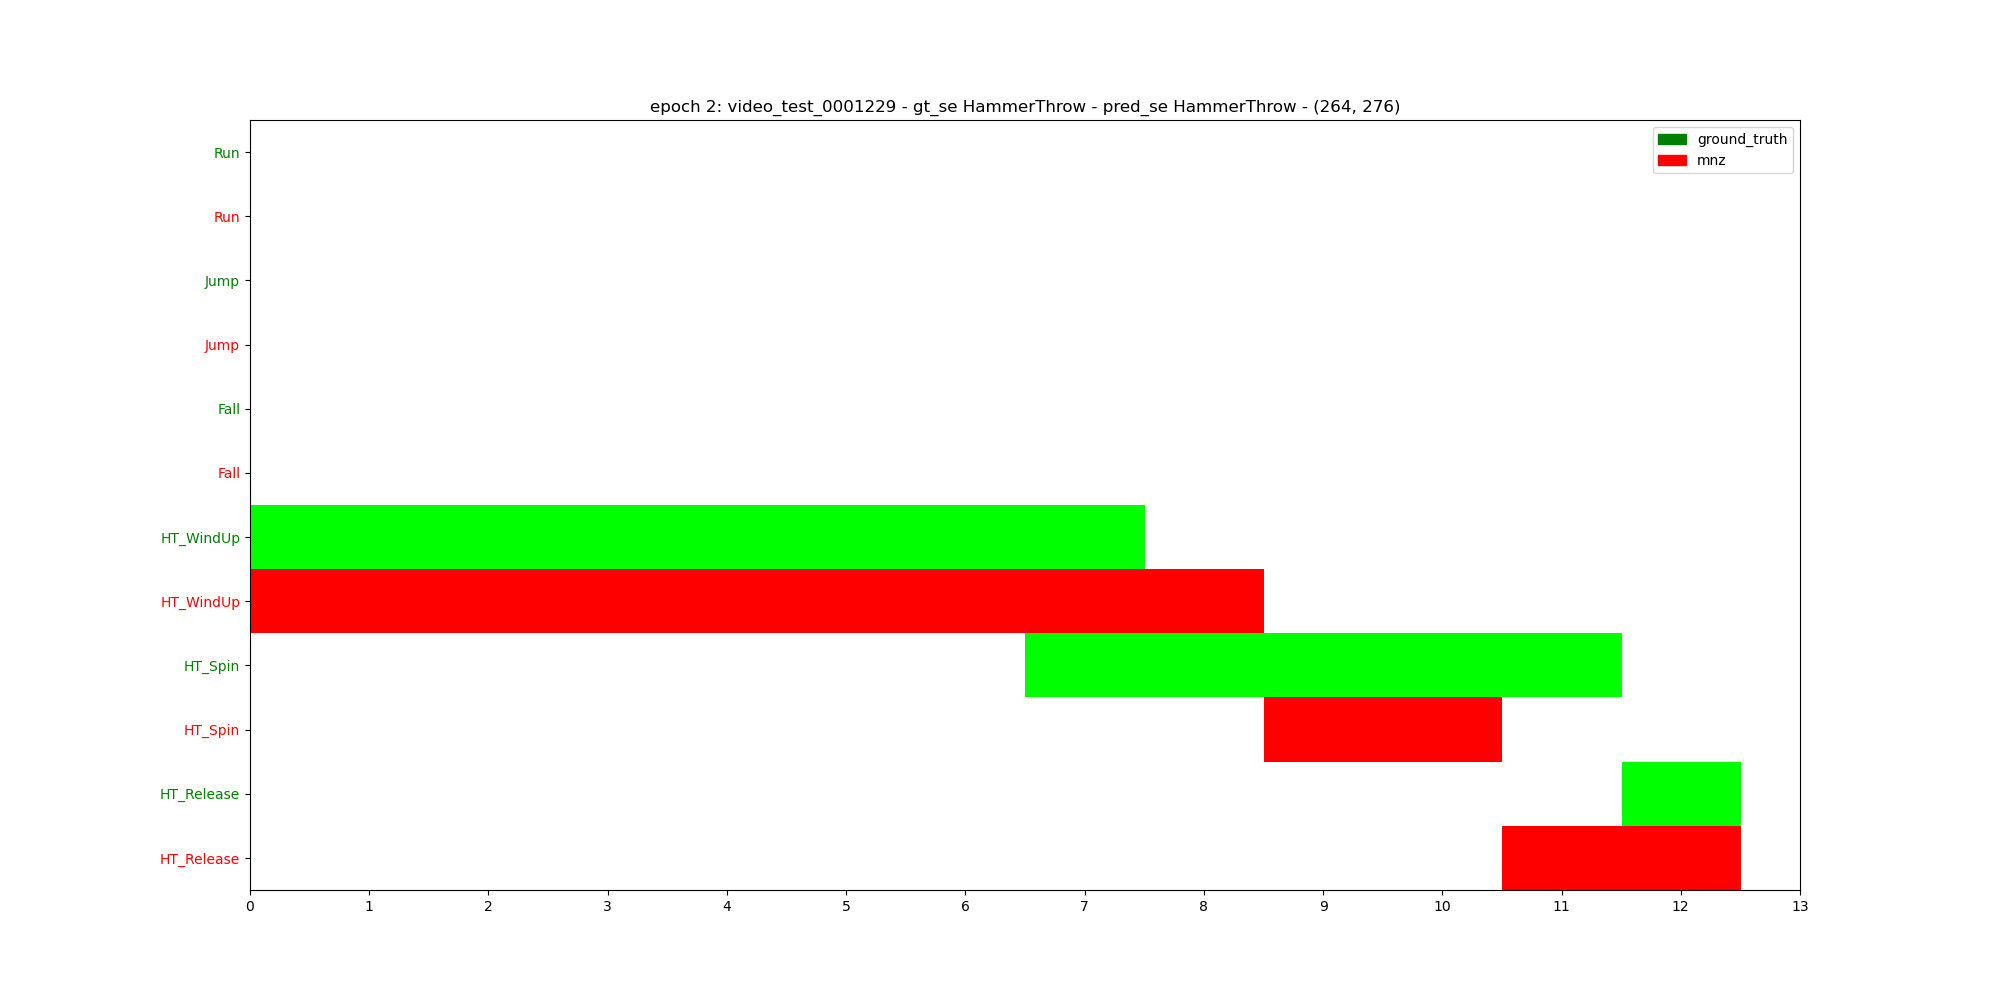 epoch 2: video_test_0001229 - gt_se HammerThrow - pred_se HammerThrow - (264, 276)
ground_truth
mnz
Run
Run
Jump
Jump
Fall
Fall
HT_WindUp
HT_WindUp
HT_Spin
HT_Spin
HT_Release
HT_Release
0 1 2 3 4 5 6 7 8 9 10 11 12 13